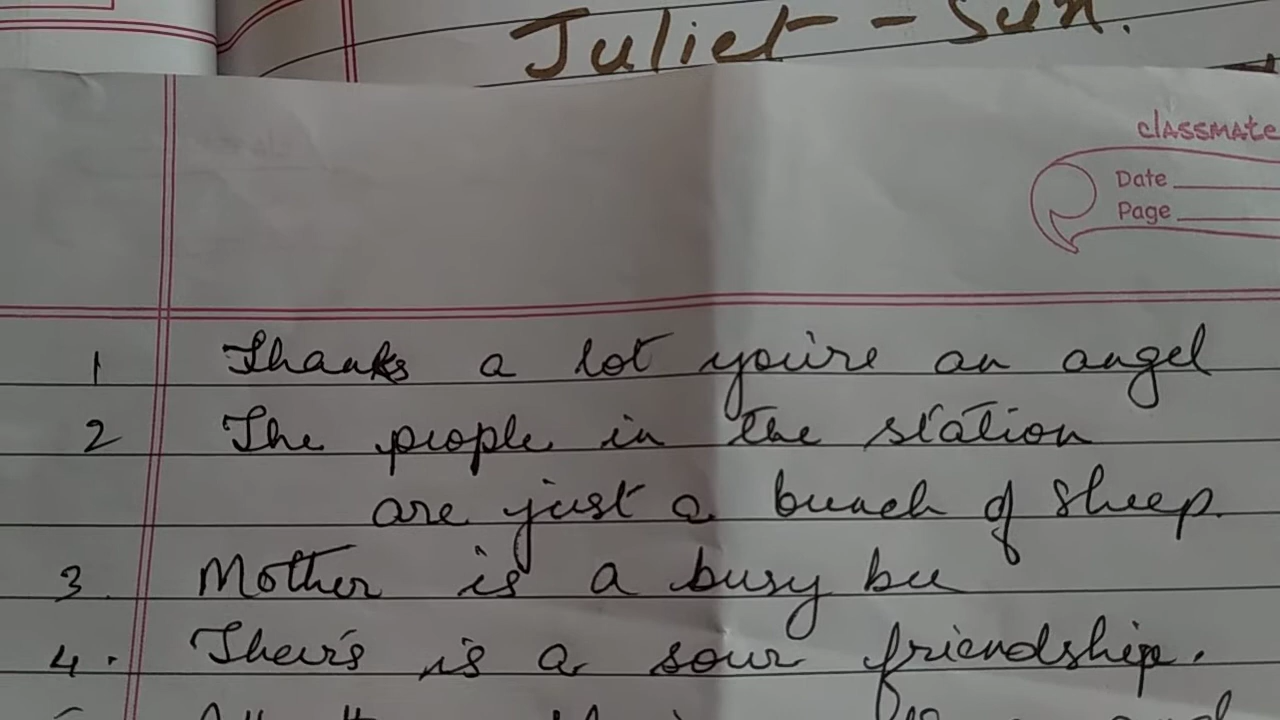 Juliet - Sun.
classmate
Date
Page
1 Thanks a lot you're an angel
2 The people in the station
are just a bunch of sheep.
3. Mother is a busy bee
4. Their's is a sour friendship.